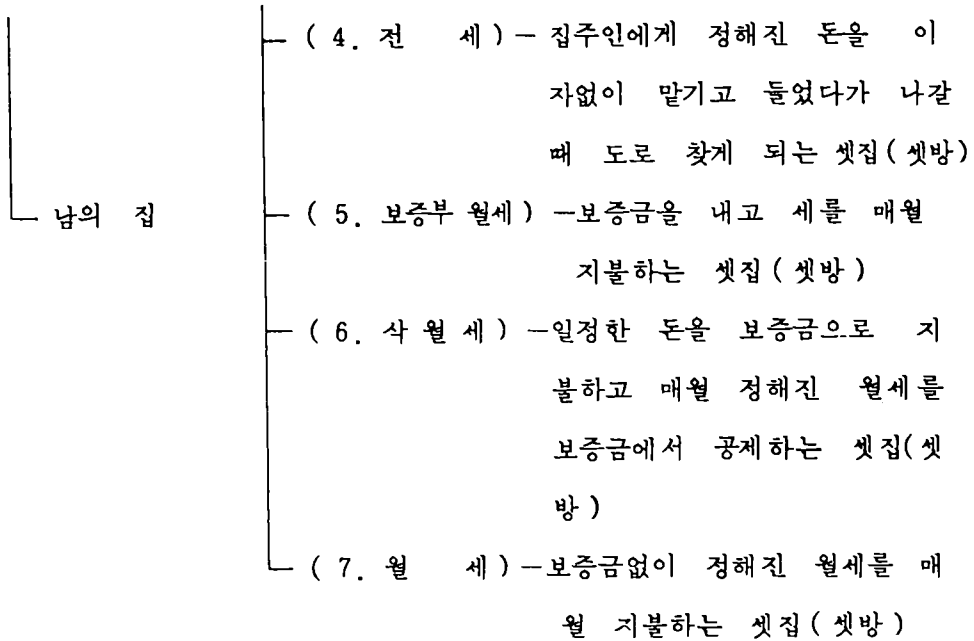 ( 4. 전 세 ) — 집주인에게 정해진 돈을 이
자없이 맡기고 들었다가 나갈
때 도로 찾게 되는 셋집(셋방)
남의 집 ( 5. 보증부 월세 ) —보증금을 내고 세를 매월
지불하는 셋집 ( 셋방 )
( 6. 삭 월 세 ) —일정한 돈을 보증금으로 지
불하고 매월 정해진 월세를
보증금에서 공제하는 셋집( 셋
방 )
( 7. 월 세 ) —보증금없이 정해진 월세를 매
월 지불하는 셋집 ( 셋방 )